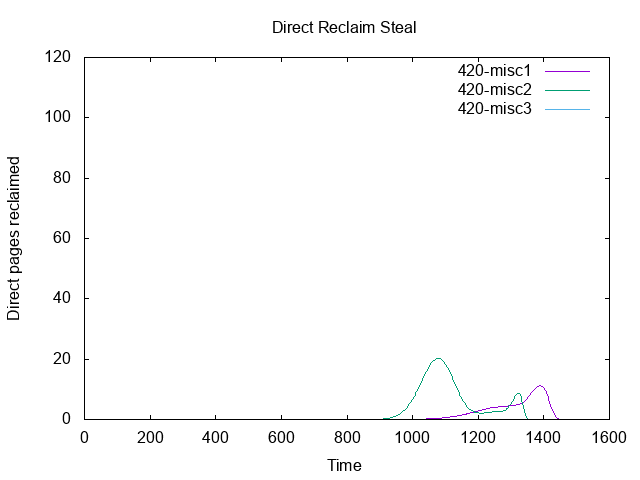 Direct Reclaim Steal
120
100
80
60
40
20
0
Direct pages reclaimed
420-misc1
420-misc2
420-misc3
0 200 400 600 800 1000 1200 1400 1600
Time